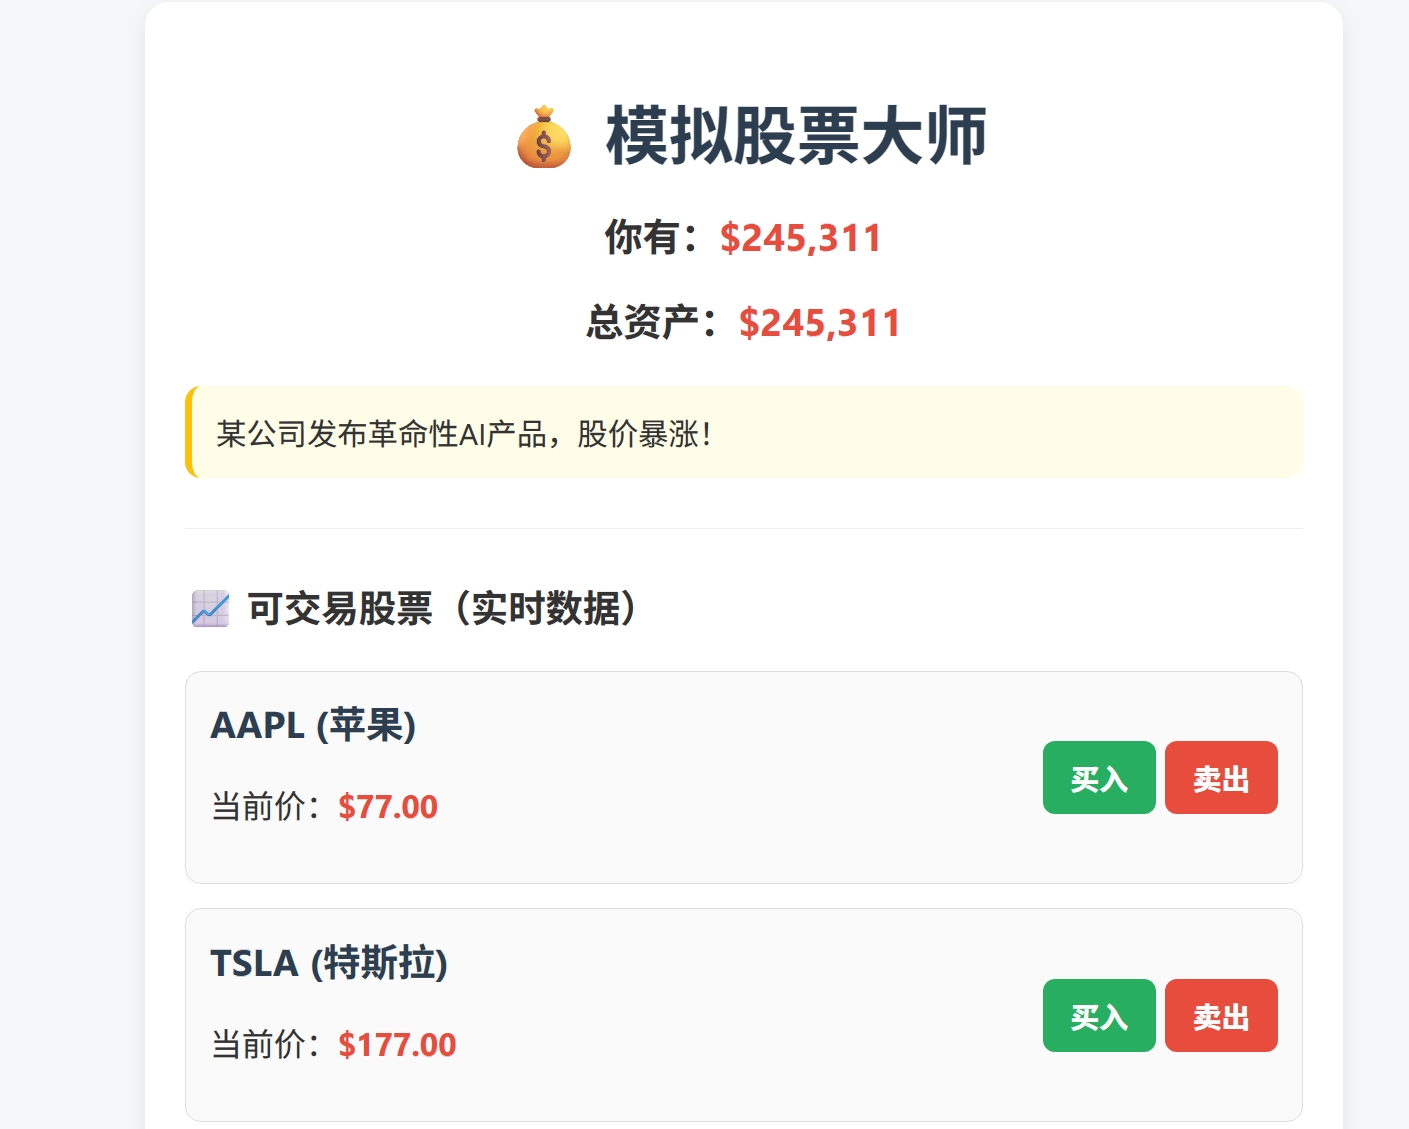 模拟股票大师
你有：$245,311
总资产：$245,311
某公司发布革命性AI产品，股价暴涨！
可交易股票（实时数据）
AAPL (苹果)
当前价：$77.00
买入 卖出
TSLA (特斯拉)
当前价：$177.00
买入 卖出